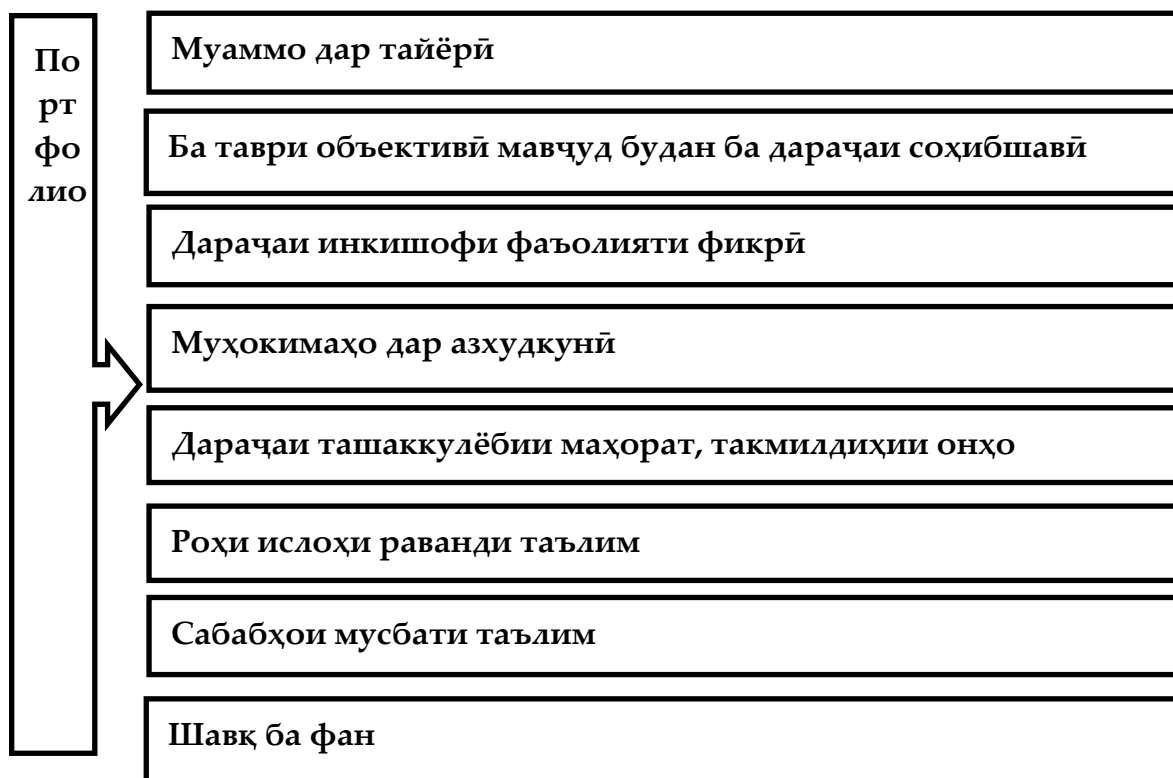 По
рт
фо
лио
Муаммо дар тайёрӣ
Ба таври объективӣ мавҷуд будан ба дараҷаи соҳибшавӣ
Дараҷаи инкишофи фаъолияти фикрӣ
Муҳокимаҳо дар азхудкунӣ
Дараҷаи ташаккулёбии маҳорат, такмилдиҳии онҳо
Роҳи ислоҳи раванди таълим
Сабабҳои мусбати таълим
Шавқ ба фан